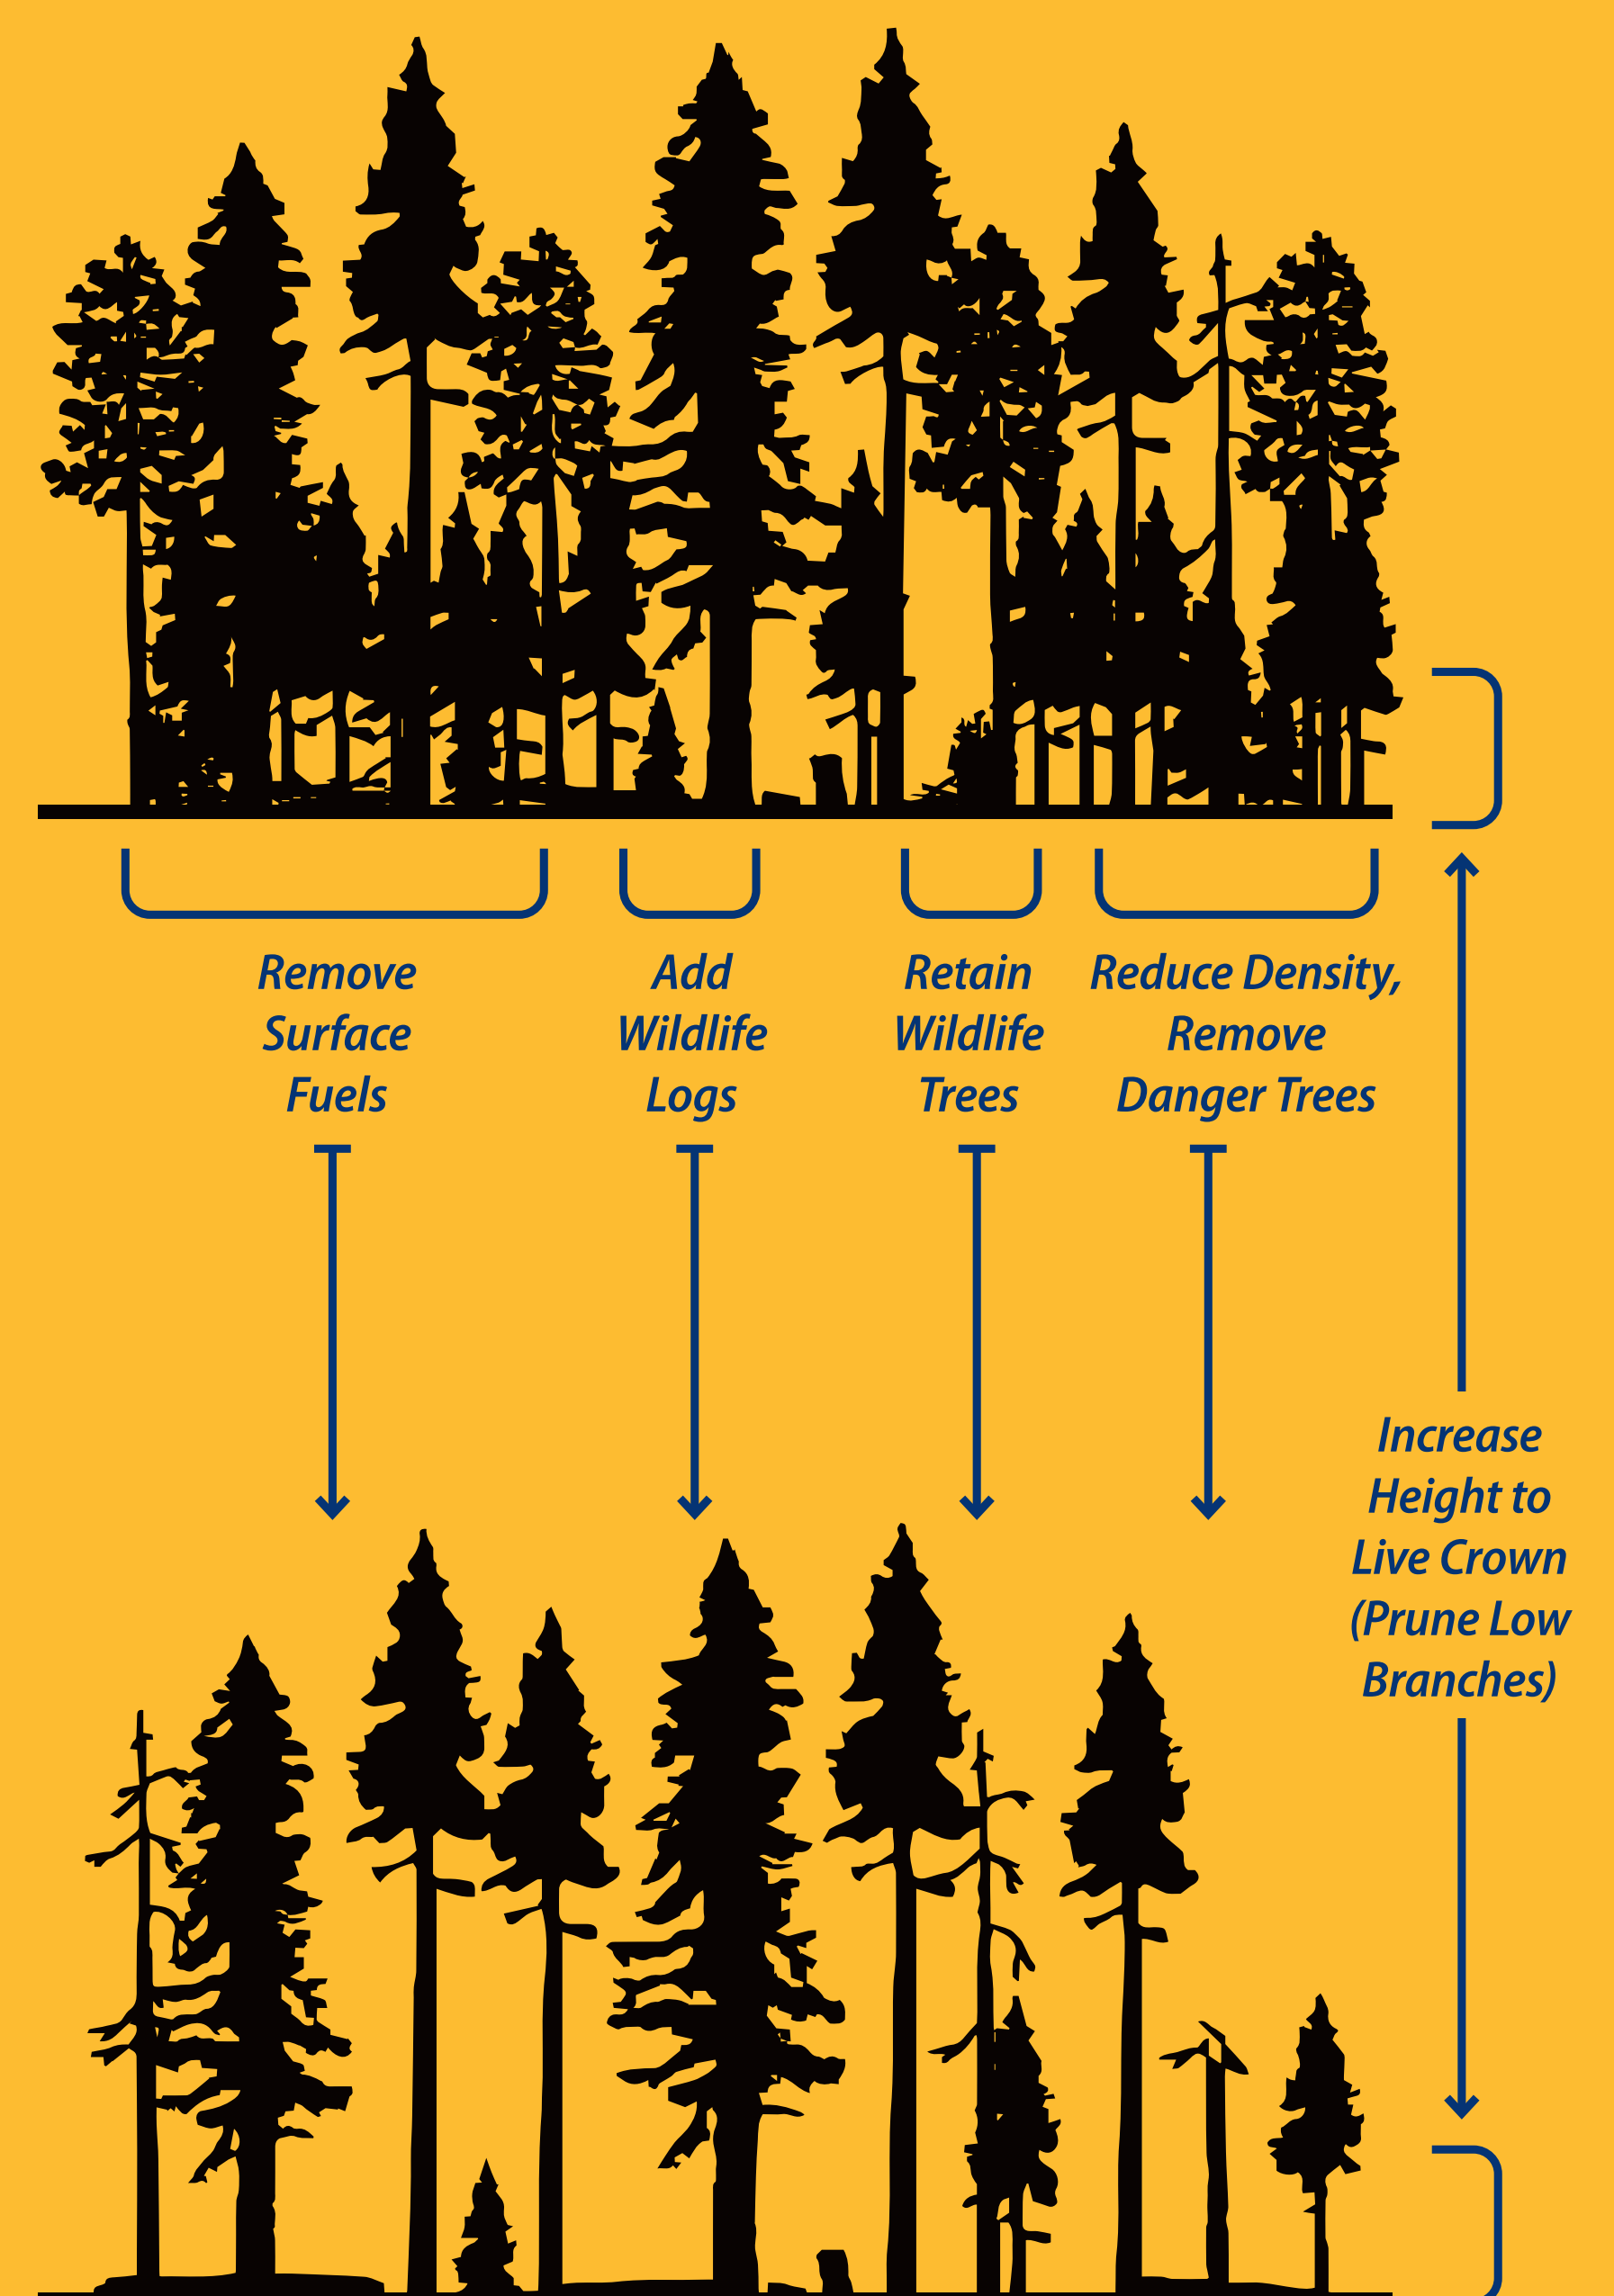 Remove
Surface
Fuels
Add
Wildlife
Logs
Retain
Wildlife
Trees
Reduce Density,
Remove
Danger Trees
Increase
Height to
Live Crown
(Prune Low
Branches)